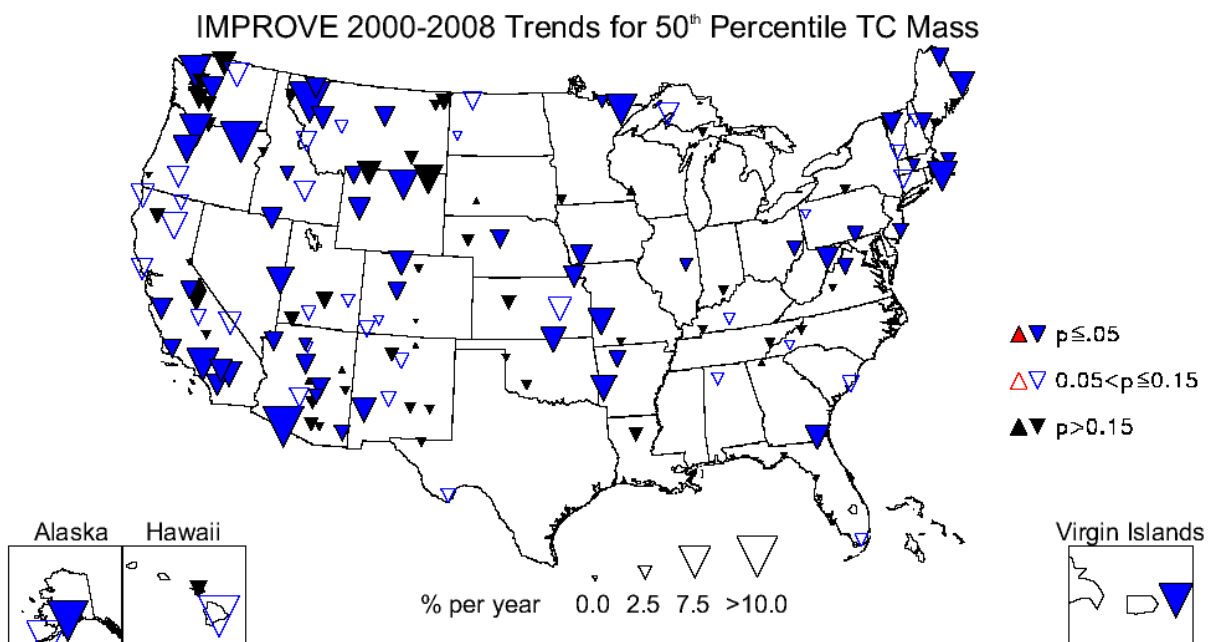 IMPROVE 2000-2008 Trends for 50th Percentile TC Mass
p≤.05
0.05<p≤0.15
p>0.15
Alaska
Hawaii
Virgin Islands
% per year
0.0 2.5 7.5 >10.0